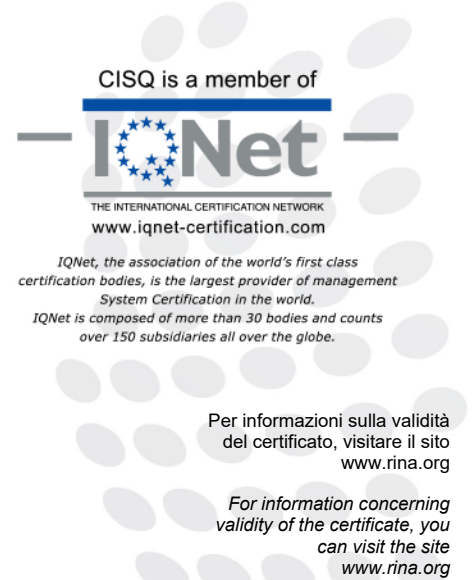 CISQ is a member of
IQNet
THE INTERNATIONAL CERTIFICATION NETWORK
www.iqnet-certification.com
IQNet, the association of the world's first class
certification bodies, is the largest provider of management
System Certification in the world.
IQNet is composed of more than 30 bodies and counts
over 150 subsidiaries all over the globe.
Per informazioni sulla validità
del certificato, visitare il sito
www.rina.org
For information concerning
validity of the certificate, you
can visit the site
www.rina.org